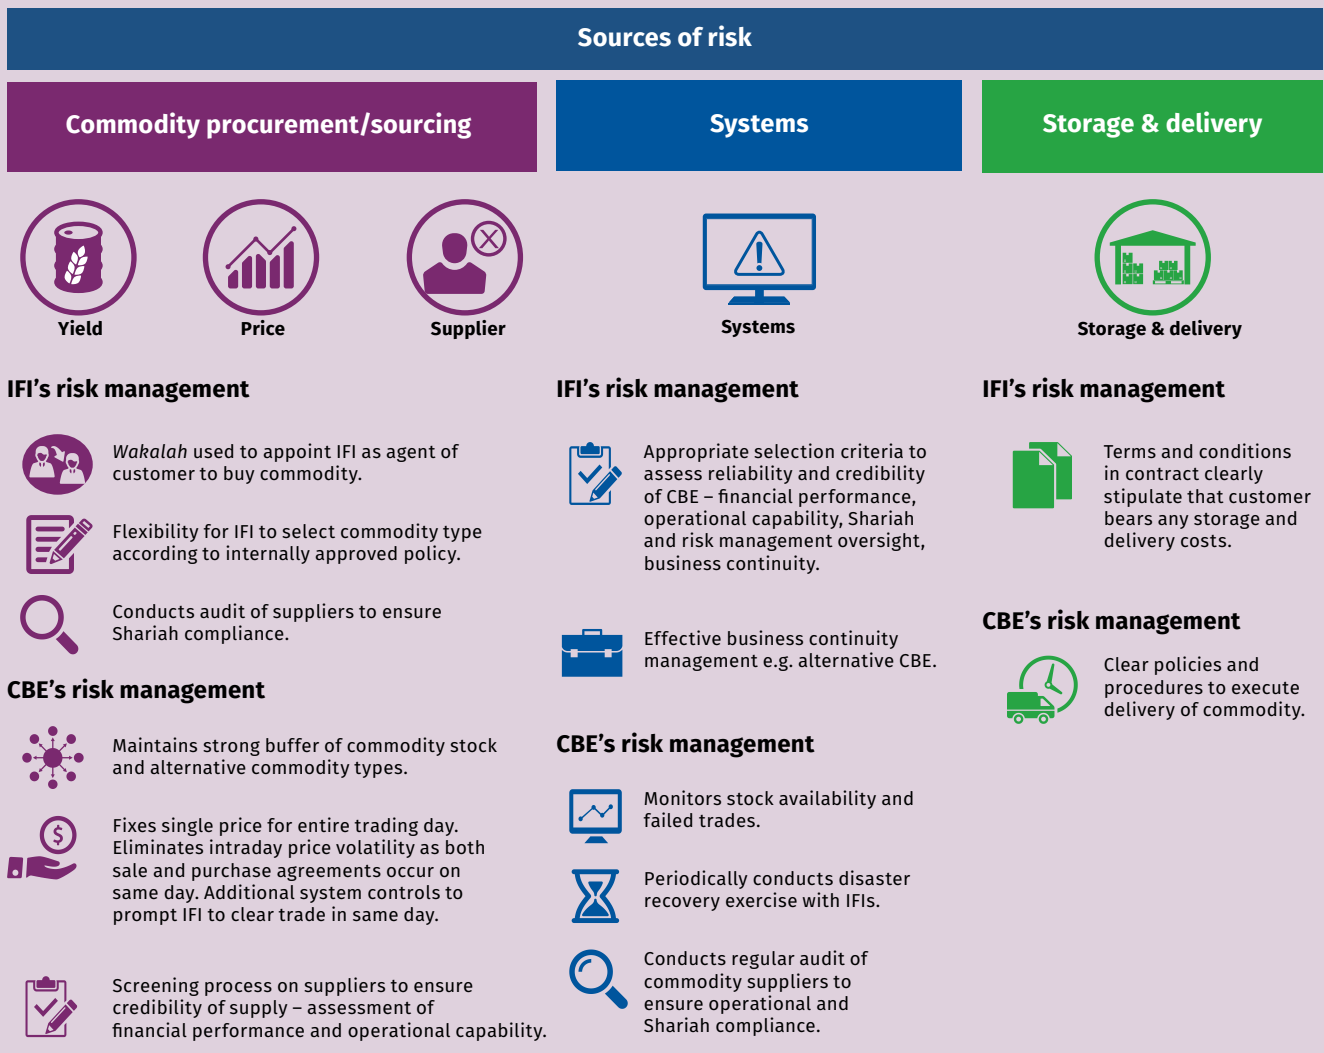 Sources of risk
Commodity procurement/sourcing
Yield
Price
Supplier
IFI’s risk management
Wakalah used to appoint IFI as agent of
customer to buy commodity.
Flexibility for IFI to select commodity type
according to internally approved policy.
Conducts audit of suppliers to ensure
Shariah compliance.
CBE’s risk management
Maintains strong buffer of commodity stock
and alternative commodity types.
$
Fixes single price for entire trading day.
Eliminates intraday price volatility as both
sale and purchase agreements occur on
same day. Additional system controls to
prompt IFI to clear trade in same day.
Screening process on suppliers to ensure
credibility of supply – assessment of
financial performance and operational capability.
Systems
Systems
IFI’s risk management
Appropriate selection criteria to
assess reliability and credibility
of CBE – financial performance,
operational capability, Shariah
and risk management oversight,
business continuity.
Effective business continuity
management e.g. alternative CBE.
CBE’s risk management
Monitors stock availability and
failed trades.
Periodically conducts disaster
recovery exercise with IFIs.
Conducts regular audit of
commodity suppliers to
ensure operational and
Shariah compliance.
Storage & delivery
Storage & delivery
IFI’s risk management
Terms and conditions
in contract clearly
stipulate that customer
bears any storage and
delivery costs.
CBE’s risk management
Clear policies and
procedures to execute
delivery of commodity.